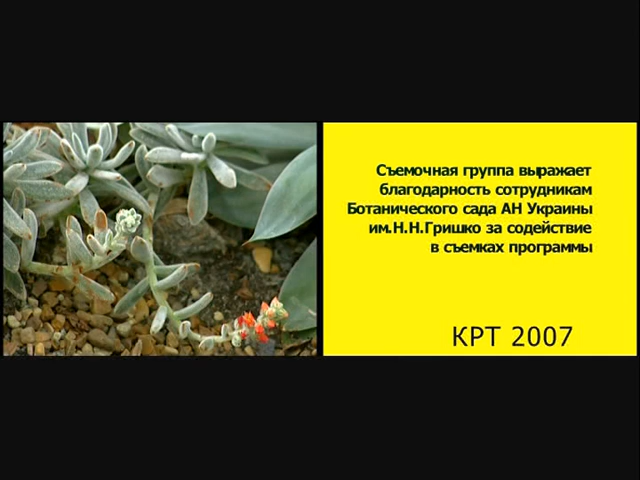 Съемочная группа выражает
благодарность сотрудникам
Ботанического сада АН Украины
им.Н.Н.Гришко за содействие
в съемках программы
КРТ 2007